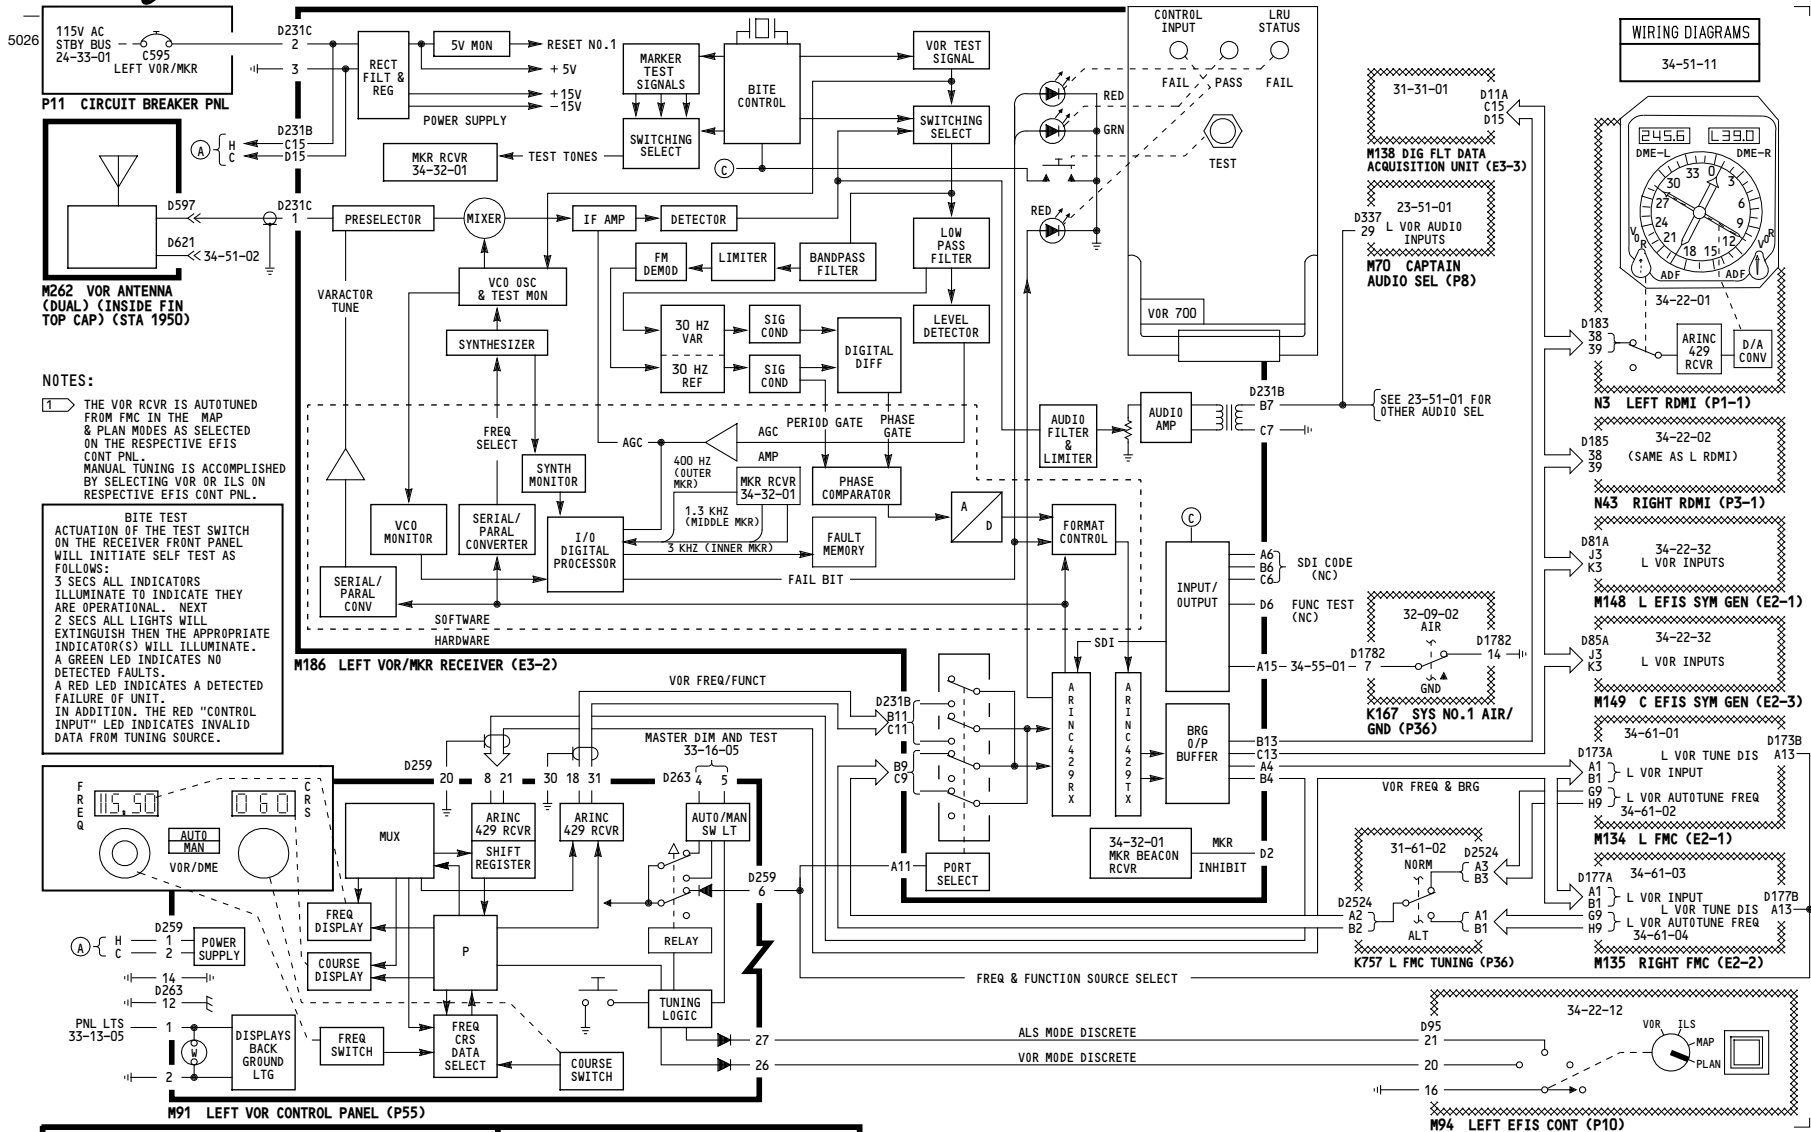 5026
115V AC
STBY BUS
24-33-01
C595
LEFT VOR/MKR
P11 CIRCUIT BREAKER PNL
D231C
2
3
D231B
A
H C15
C D15
RECT
FILT &
REG
5V MON
RESET NO.1
+5V
+15V
-15V
POWER SUPPLY
MKR RCVR
34-32-01
TEST TONES
MARKER
TEST
SIGNALS
SWITCHING
SELECT
BITE
CONTROL
C
VOR TEST
SIGNAL
SWITCHING
SELECT
RED
GRN
RED
CONTROL
INPUT
LRU
STATUS
FAIL PASS FAIL
TEST
VOR 700
WIRING DIAGRAMS
34-51-11
31-31-01
D11A
C15
D15
M138 DIG FLT DATA
ACQUISITION UNIT (E3-3)
23-51-01
L VOR AUDIO
INPUTS
D337
29
M70 CAPTAIN
AUDIO SEL (P8)
245.6 L39.0
DME-L DME-R
0 3 6 9 12 15 18 21 24 27 30 33
VOR VOR
ADF ADF
34-22-01
D183
38
39
ARINC
429
RCVR
D/A
CONV
N3 LEFT RDMI (P1-1)
D597
D621
34-51-02
D231C
1
M262 VOR ANTENNA
(DUAL) (INSIDE FIN
TOP CAP) (STA 1950)
PRESELECTOR
MIXER
IF AMP
DETECTOR
LOW
PASS
FILTER
FM
DEMOD
LIMITER
BANDPASS
FILTER
VARACTOR
TUNE
VCO OSC
& TEST MON
SYNTHESIZER
30 HZ
VAR
30 HZ
REF
SIG
COND
SIG
COND
DIGITAL
DIFF
LEVEL
DETECTOR
NOTES:
1 THE VOR RCVR IS AUTOTUNED
FROM FMC IN THE MAP
& PLAN MODES AS SELECTED
ON THE RESPECTIVE EFIS
CONT PNL.
MANUAL TUNING IS ACCOMPLISHED
BY SELECTING VOR OR ILS ON
RESPECTIVE EFIS CONT PNL.
BITE TEST
ACTUATION OF THE TEST SWITCH
ON THE RECEIVER FRONT PANEL
WILL INITIATE SELF TEST AS
FOLLOWS:
3 SECS ALL INDICATORS
ILLUMINATE TO INDICATE THEY
ARE OPERATIONAL. NEXT
2 SECS ALL LIGHTS WILL
EXTINGUISH THEN THE APPROPRIATE
INDICATOR(S) WILL ILLUMINATE.
A GREEN LED INDICATES NO
DETECTED FAULTS.
A RED LED INDICATES A DETECTED
FAILURE OF UNIT.
IN ADDITION. THE RED "CONTROL
INPUT" LED INDICATES INVALID
DATA FROM TUNING SOURCE.
FREQ
SELECT
AGC
AGC
AMP
PERIOD GATE
PHASE
GATE
400 HZ
(OUTER
MKR)
1.3 KHZ
(MIDDLE MKR)
3 KHZ (INNER MKR)
MKR RCVR
34-32-01
PHASE
COMPARATOR
SYNTH
MONITOR
VCO
MONITOR
SERIAL/
PARAL
CONVERTER
I/O
DIGITAL
PROCESSOR
FAULT
MEMORY
A
D
FORMAT
CONTROL
SERIAL/
PARAL
CONV
FAIL BIT
SOFTWARE
HARDWARE
M186 LEFT VOR/MKR RECEIVER (E3-2)
AUDIO
FILTER
&
LIMITER
AUDIO
AMP
D231B
B7
C7
SEE 23-51-01 FOR
OTHER AUDIO SEL
D185
38
39
34-22-02
(SAME AS L RDMI)
N43 RIGHT RDMI (P3-1)
C
INPUT/
OUTPUT
A6
B6
C6
SDI CODE
(NC)
D6 FUNC TEST
(NC)
SDI
A15 34-55-01
D1782
7
32-09-02
AIR
GND
D1782
14
K167 SYS NO.1 AIR/
GND (P36)
D81A
J3
K3
34-22-32
L VOR INPUTS
M148 L EFIS SYM GEN (E2-1)
D85A
J3
K3
34-22-32
L VOR INPUTS
M149 C EFIS SYM GEN (E2-3)
VOR FREQ/FUNCT
D231B
B11
C11
B9
C9
ARINC429RX
ARINC429TX
BRG
O/P
BUFFER
B13
C13
A4
B4
VOR FREQ & BRG
34-32-01
MKR BEACON
RCVR
MKR
INHIBIT
D2
A11
PORT
SELECT
34-61-01
L VOR TUNE DIS
D173B
A13
D173A
A1
B1
L VOR INPUT
G9
H9
L VOR AUTOTUNE FREQ
34-61-02
M134 L FMC (E2-1)
31-61-02
NORM
D2524
A3
B3
D2524
A2
B2
A1
B1
ALT
K757 L FMC TUNING (P36)
34-61-03
D177A
A1
B1
L VOR INPUT
L VOR TUNE DIS
D177B
A13
G9
H9
L VOR AUTOTUNE FREQ
34-61-04
M135 RIGHT FMC (E2-2)
FREQ & FUNCTION SOURCE SELECT
MASTER DIM AND TEST
33-16-05
D259
20 8 21 30 18 31
D263 4 5
FREQ
115.50
060
CRS
AUTO
MAN
VOR/DME
MUX
ARINC
429 RCVR
SHIFT
REGISTER
ARINC
429 RCVR
AUTO/MAN
SW LT
D259
6
FREQ
DISPLAY
COURSE
DISPLAY
P
RELAY
TUNING
LOGIC
A
H
C
D259
1
2
POWER
SUPPLY
14
D263
12
PNL LTS
33-13-05
1
2
W
DISPLAYS
BACK
GROUND
LTG
FREQ
SWITCH
FREQ
CRS
DATA
SELECT
COURSE
SWITCH
27 ALS MODE DISCRETE
26 VOR MODE DISCRETE
D95
21
20
16
34-22-12
VOR ILS
MAP
PLAN
M94 LEFT EFIS CONT (P10)
M91 LEFT VOR CONTROL PANEL (P55)